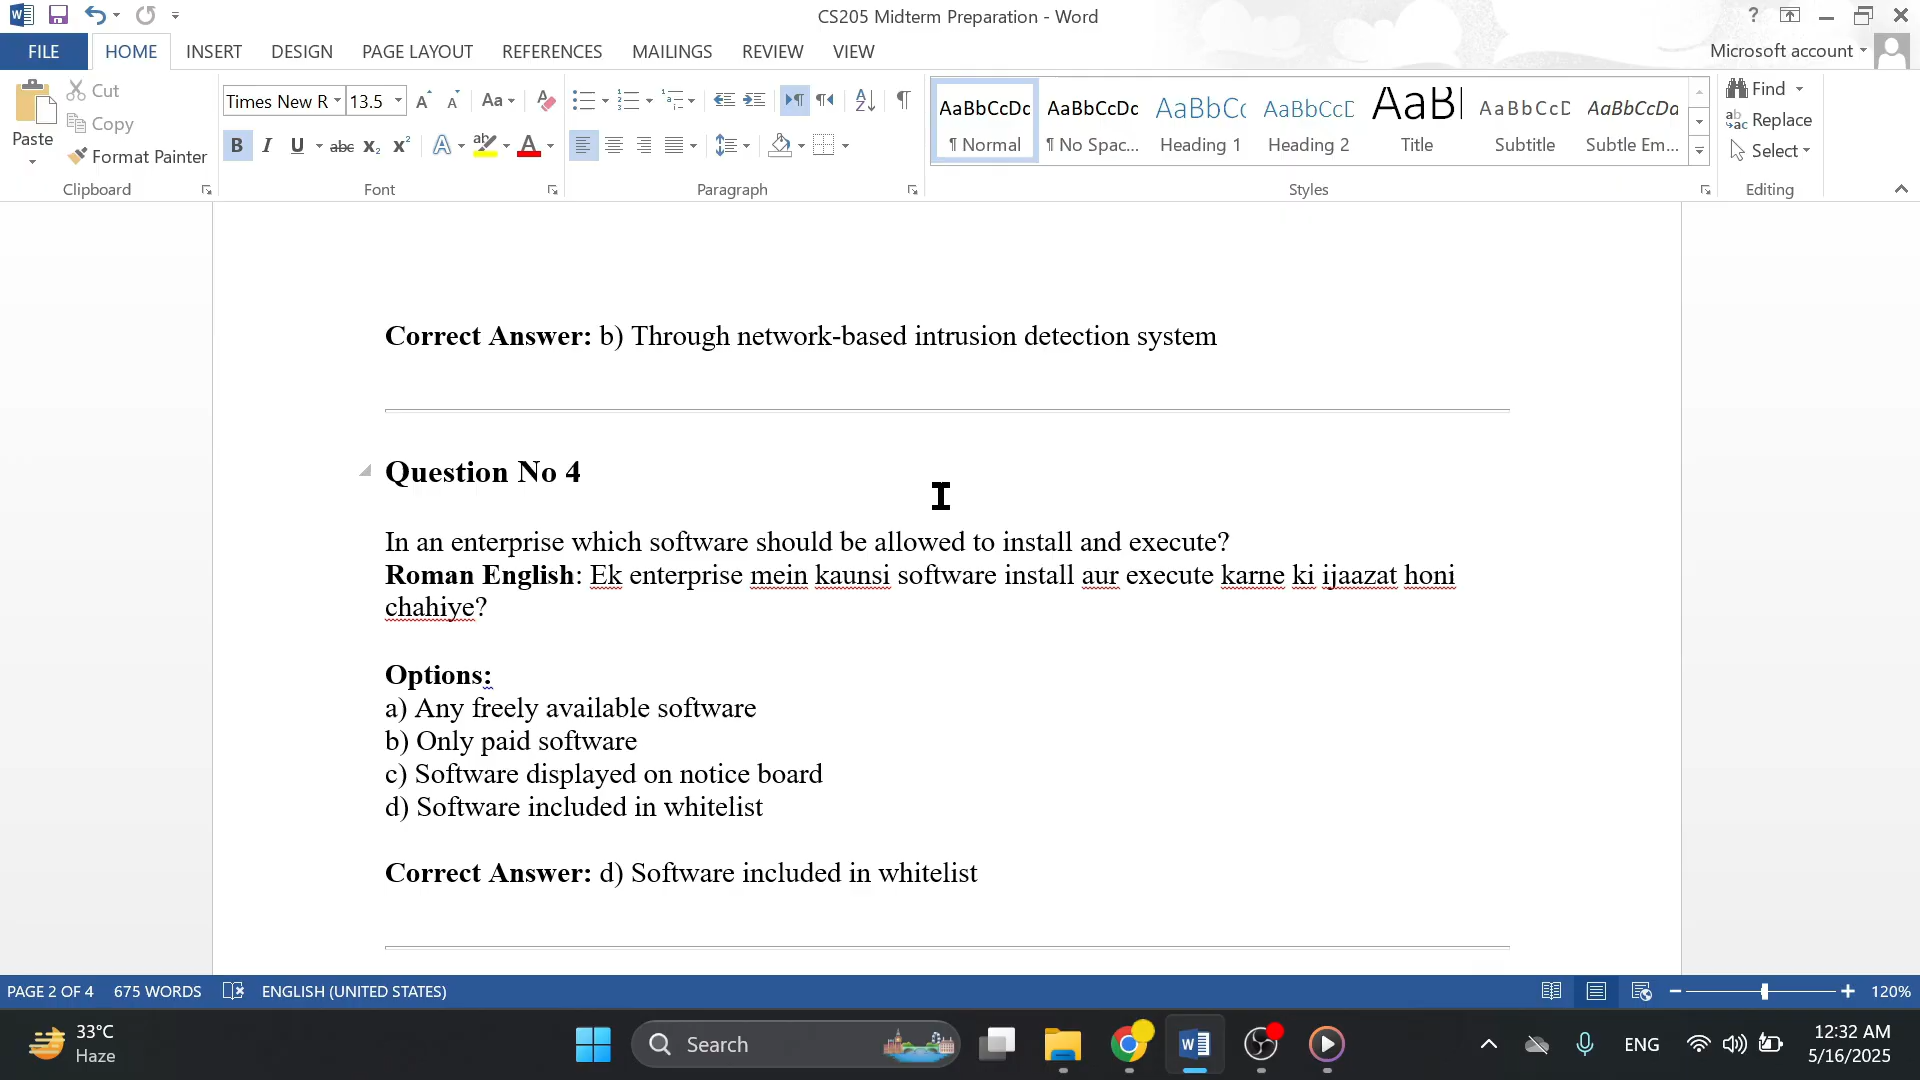 CS205 Midterm Preparation - Word
?
FILE HOME INSERT DESIGN PAGE LAYOUT REFERENCES MAILINGS REVIEW VIEW Microsoft account
Paste
Cut
Copy
Format Painter
Clipboard
Times New R 13.5
Font
Paragraph
AaBbCcDc AaBbCcDc AaBbCc AaBbCcD AaB AaBbCcD AaBbCcDa
¶ Normal ¶ No Spac... Heading 1 Heading 2 Title Subtitle Subtle Em...
Styles
Find
Replace
Select
Editing
Correct Answer: b) Through network-based intrusion detection system
Question No 4
In an enterprise which software should be allowed to install and execute?
Roman English: Ek enterprise mein kaunsi software install aur execute karne ki ijaazat honi
chahiye?
Options:
a) Any freely available software
b) Only paid software
c) Software displayed on notice board
d) Software included in whitelist
Correct Answer: d) Software included in whitelist
PAGE 2 OF 4 675 WORDS ENGLISH (UNITED STATES) 120%
33°C
Haze
Search
ENG
12:32 AM
5/16/2025